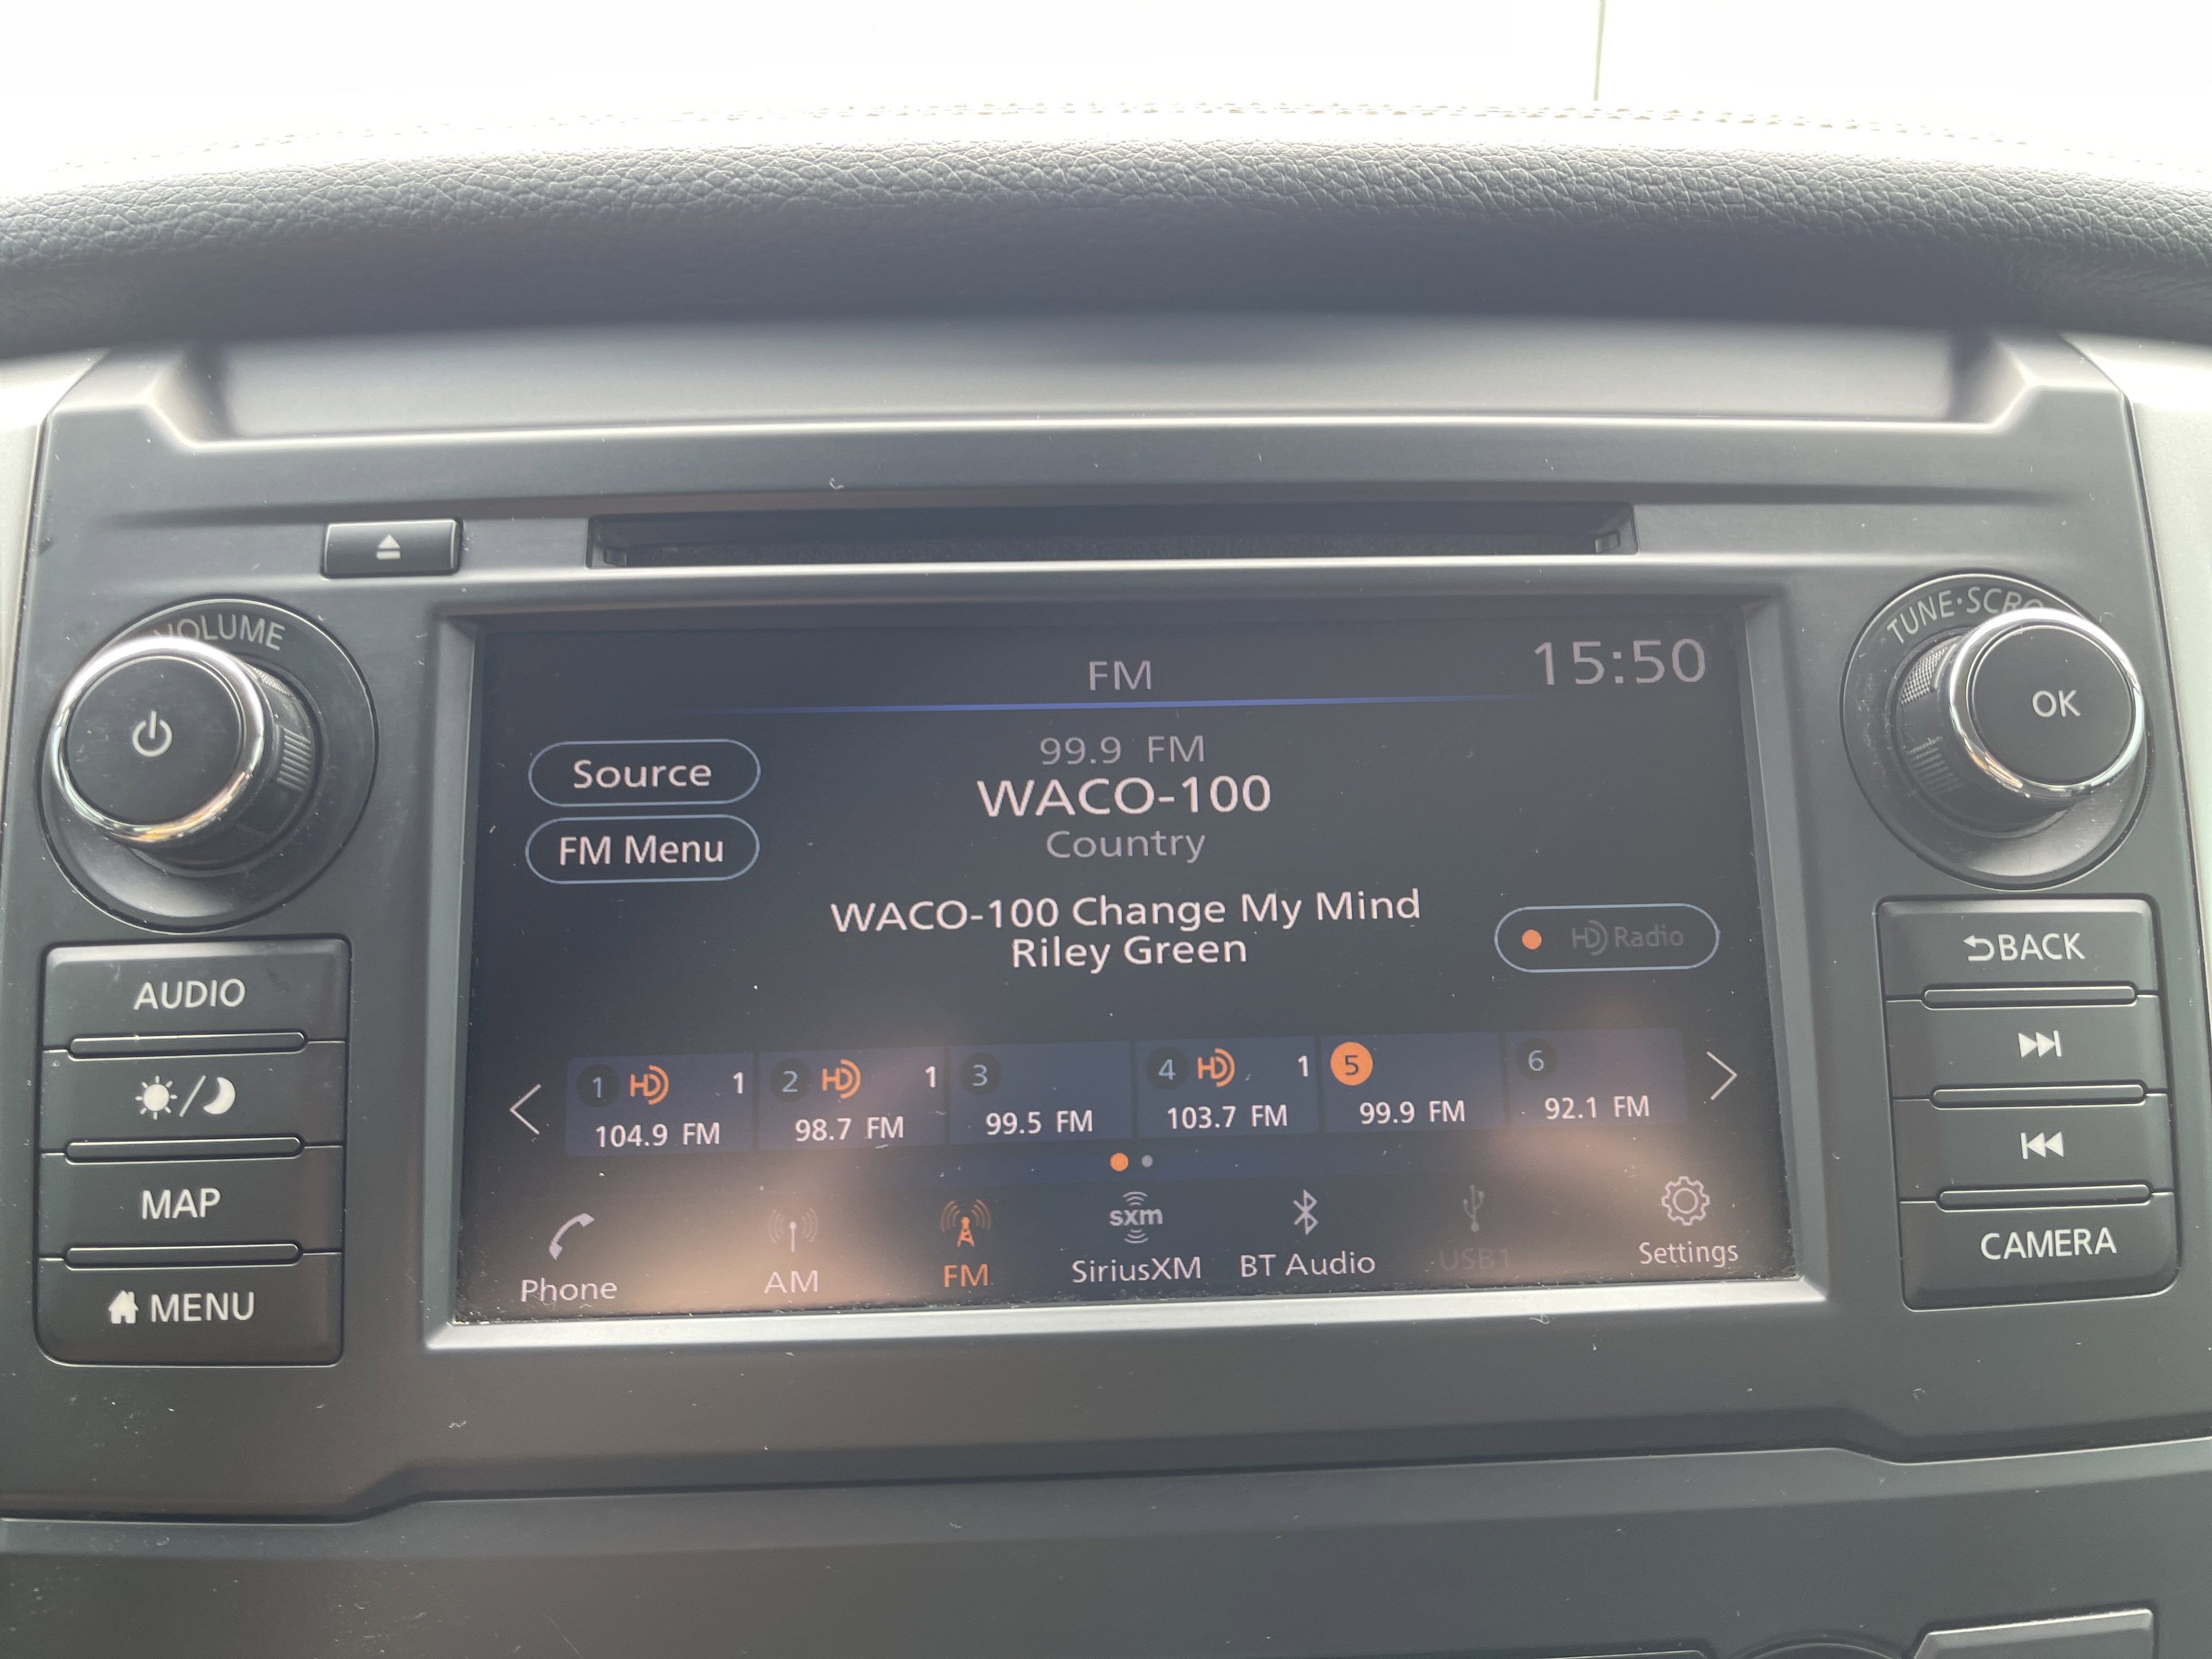 VOLUME
TUNE·SCRO
OK
AUDIO
MAP
MENU
FM
15:50
Source
FM Menu
99.9 FM
WACO-100
Country
WACO-100 Change My Mind
Riley Green
HD Radio
1 HD 1
104.9 FM
2 HD 1
98.7 FM
3
99.5 FM
4 HD 1
103.7 FM
5
99.9 FM
6
92.1 FM
Phone
AM
FM
sxm
SiriusXM
BT Audio
USB1
Settings
BACK
CAMERA